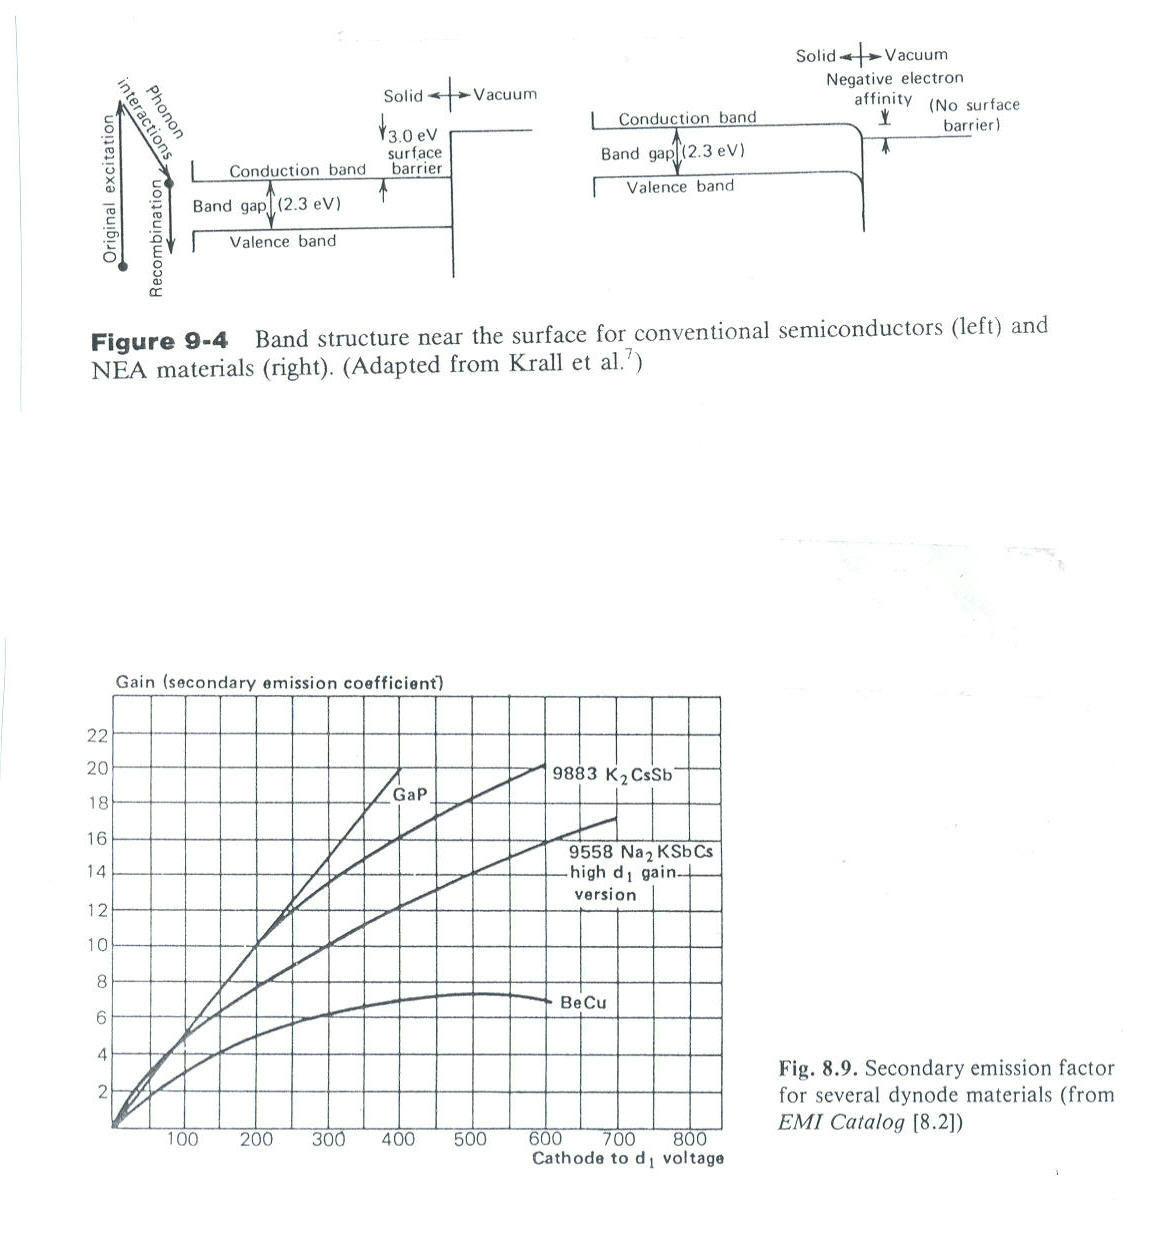 Original excitation
Phonon
interactions
Recombination
Solid Vacuum
3.0 eV
surface
barrier
Conduction band
Band gap (2.3 eV)
Valence band
Solid Vacuum
Negative electron
affinity
(No surface
barrier)
Conduction band
Band gap (2.3 eV)
Valence band
Figure 9-4 Band structure near the surface for conventional semiconductors (left) and
NEA materials (right). (Adapted from Krall et al.⁷)
Gain (secondary emission coefficient)
22
20
18
16
14
12
10
8
6
4
2
GaP
9883 K₂CsSb
9558 Na₂KSbCs
high d₁ gain
version
BeCu
100 200 300 400 500 600 700 800
Cathode to d₁ voltage
Fig. 8.9. Secondary emission factor
for several dynode materials (from
EMI Catalog [8.2])